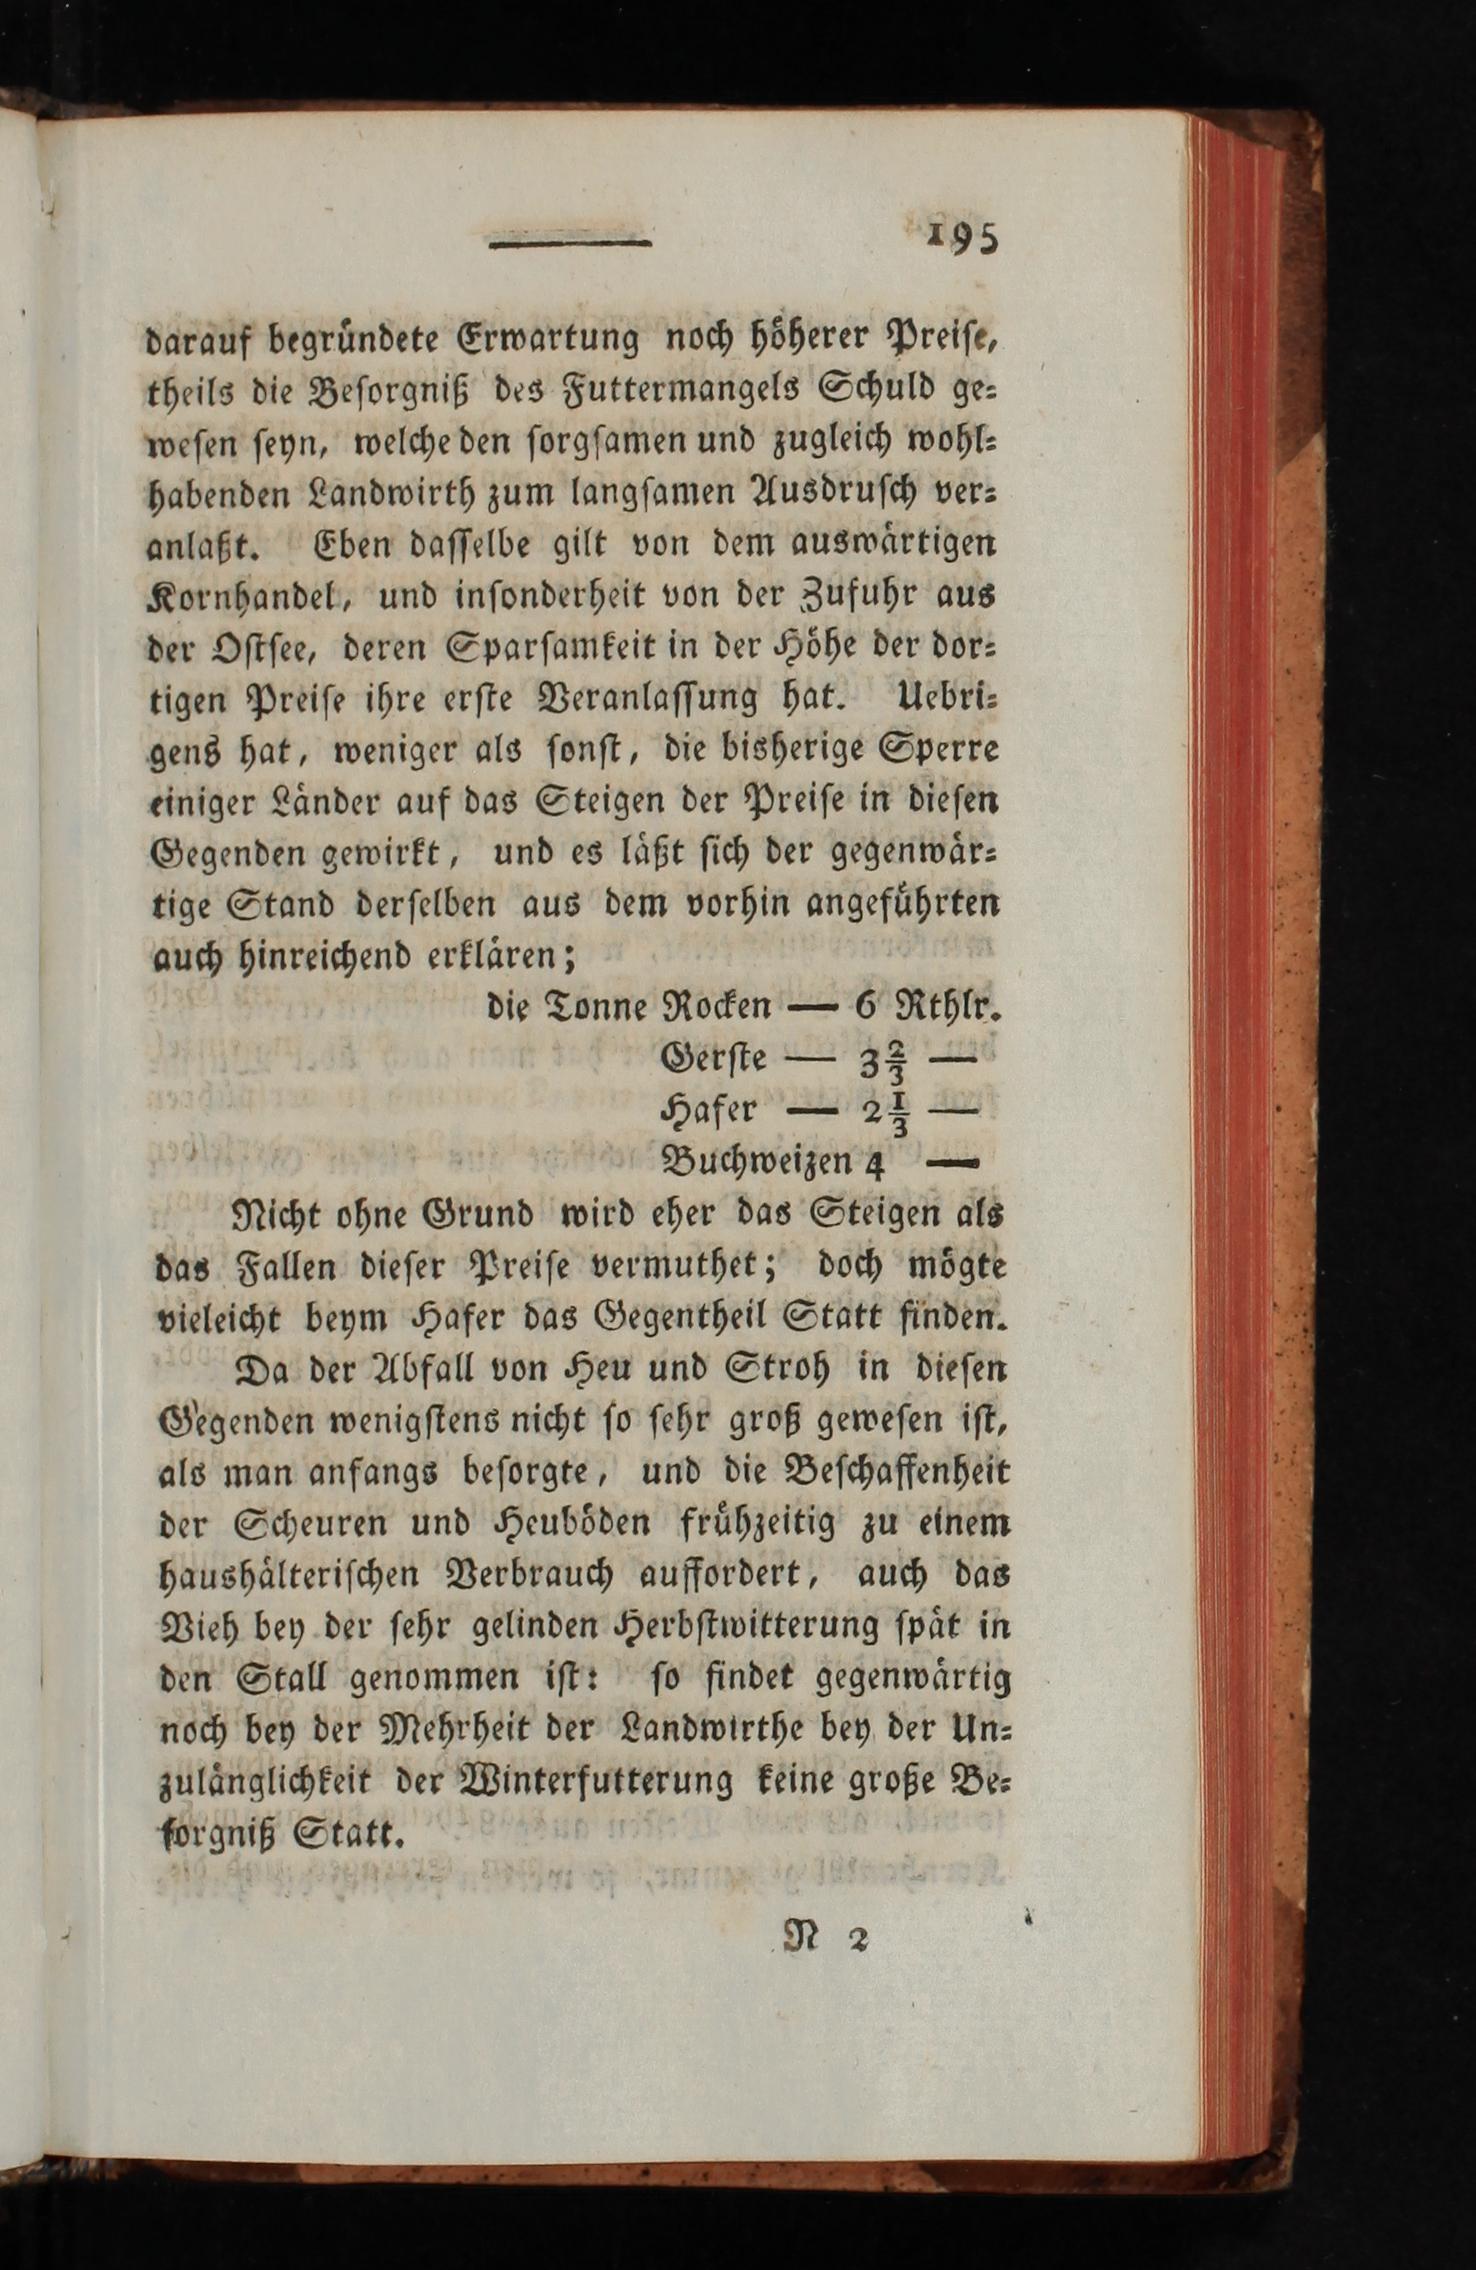 195
darauf begründete Erwartung noch höherer Preiſe,
theils die Beſorgniß des Futtermangels Schuld ge⸗
weſen ſeyn, welche den ſorgſamen und zugleich wohl⸗
habenden Landwirth zum langſamen Ausdruſch ver⸗
anlaßt. Eben daſſelbe gilt von dem auswärtigen
Kornhandel, und inſonderheit von der Zufuhr aus
der Oſtſee, deren Sparſamkeit in der Höhe der dor⸗
tigen Preiſe ihre erſte Veranlaſſung hat. Uebri⸗
gens hat, weniger als ſonſt, die bisherige Sperre
einiger Länder auf das Steigen der Preiſe in dieſen
Gegenden gewirkt, und es läßt ſich der gegenwär⸗
tige Stand derſelben aus dem vorhin angeführten
auch hinreichend erklären;
die Tonne Rocken — 6 Rthlr.
Gerſte — 3⅔ —
Hafer — 2⅓ —
Buchweizen 4 —
Nicht ohne Grund wird eher das Steigen als
das Fallen dieſer Preiſe vermuthet; doch mögte
vieleicht beym Hafer das Gegentheil Statt finden.
Da der Abfall von Heu und Stroh in dieſen
Gegenden wenigſtens nicht ſo ſehr groß geweſen iſt,
als man anfangs beſorgte, und die Beſchaffenheit
der Scheuren und Heuböden frühzeitig zu einem
haushälteriſchen Verbrauch auffordert, auch das
Vieh bey der ſehr gelinden Herbſtwitterung ſpät in
den Stall genommen iſt: ſo findet gegenwärtig
noch bey der Mehrheit der Landwirthe bey der Un⸗
zulänglichkeit der Winterfutterung keine große Be⸗
ſorgniß Statt.
N 2